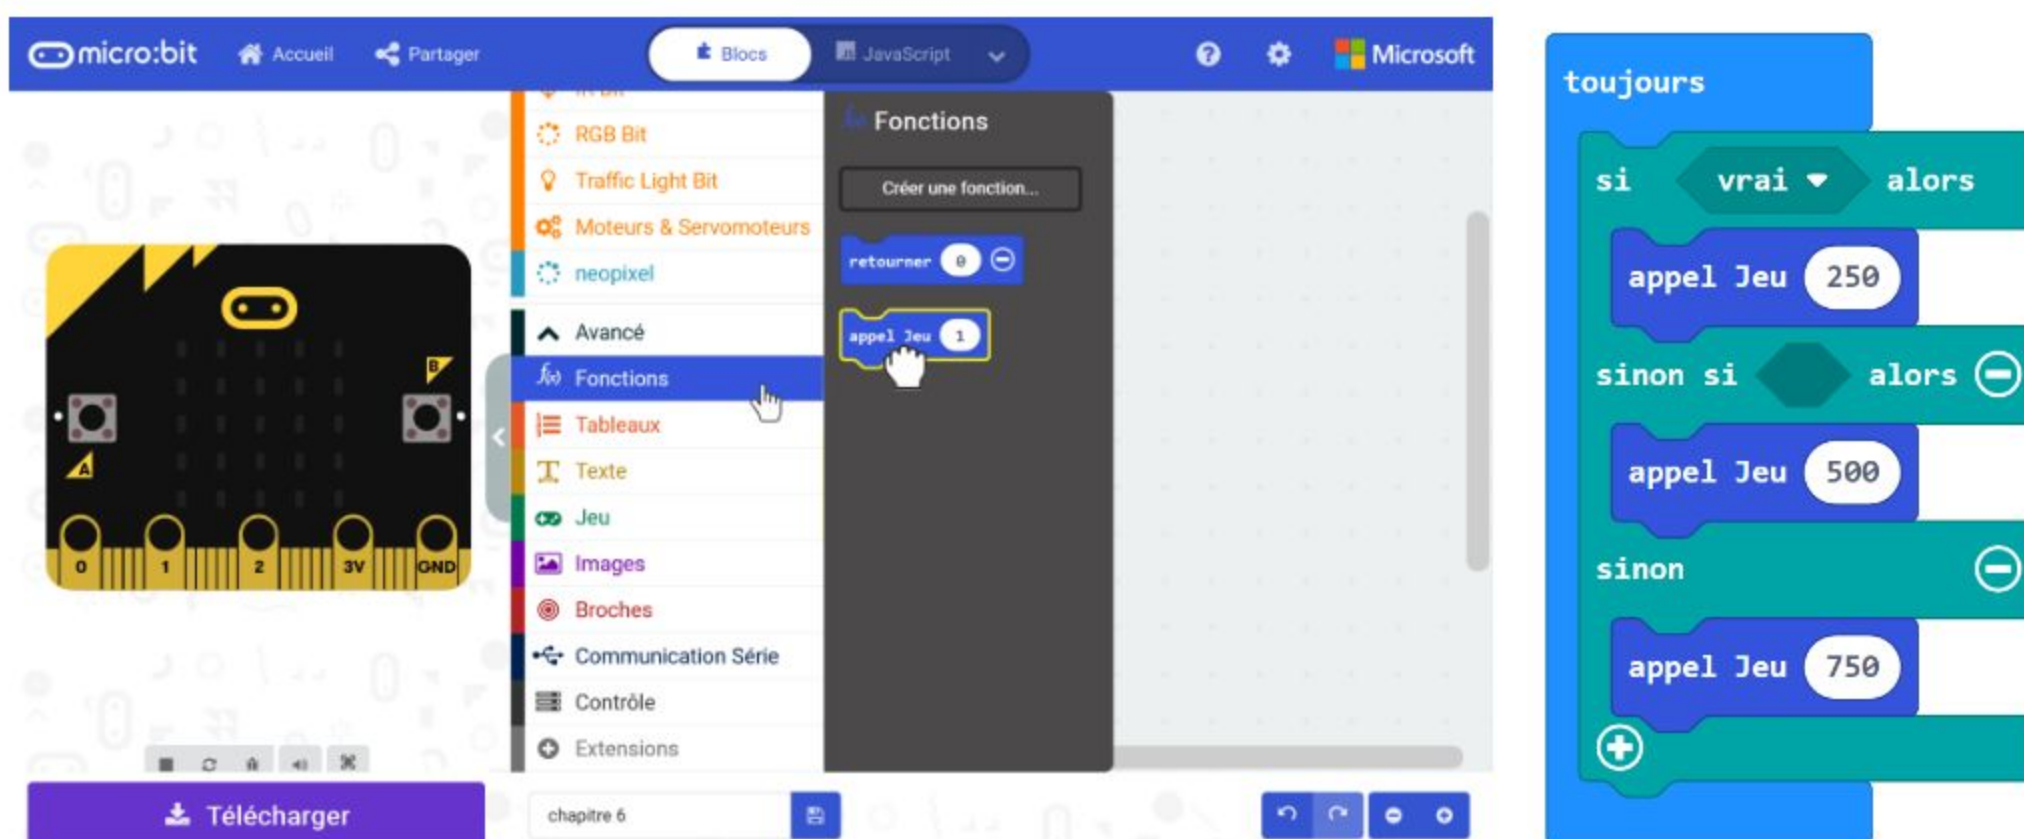 micro:bit
Accueil
Partager
Blocs
JavaScript
Microsoft
RGB Bit
Traffic Light Bit
Moteurs & Servomoteurs
neopixel
Avancé
Fonctions
Tableaux
Texte
Jeu
Images
Broches
Communication Série
Contrôle
Extensions
Fonctions
Créer une fonction...
retourner 0
appel Jeu 1
A
B
0 1 2 3V GND
Télécharger
chapitre 6
toujours
si vrai alors
appel Jeu 250
sinon si alors
appel Jeu 500
sinon
appel Jeu 750